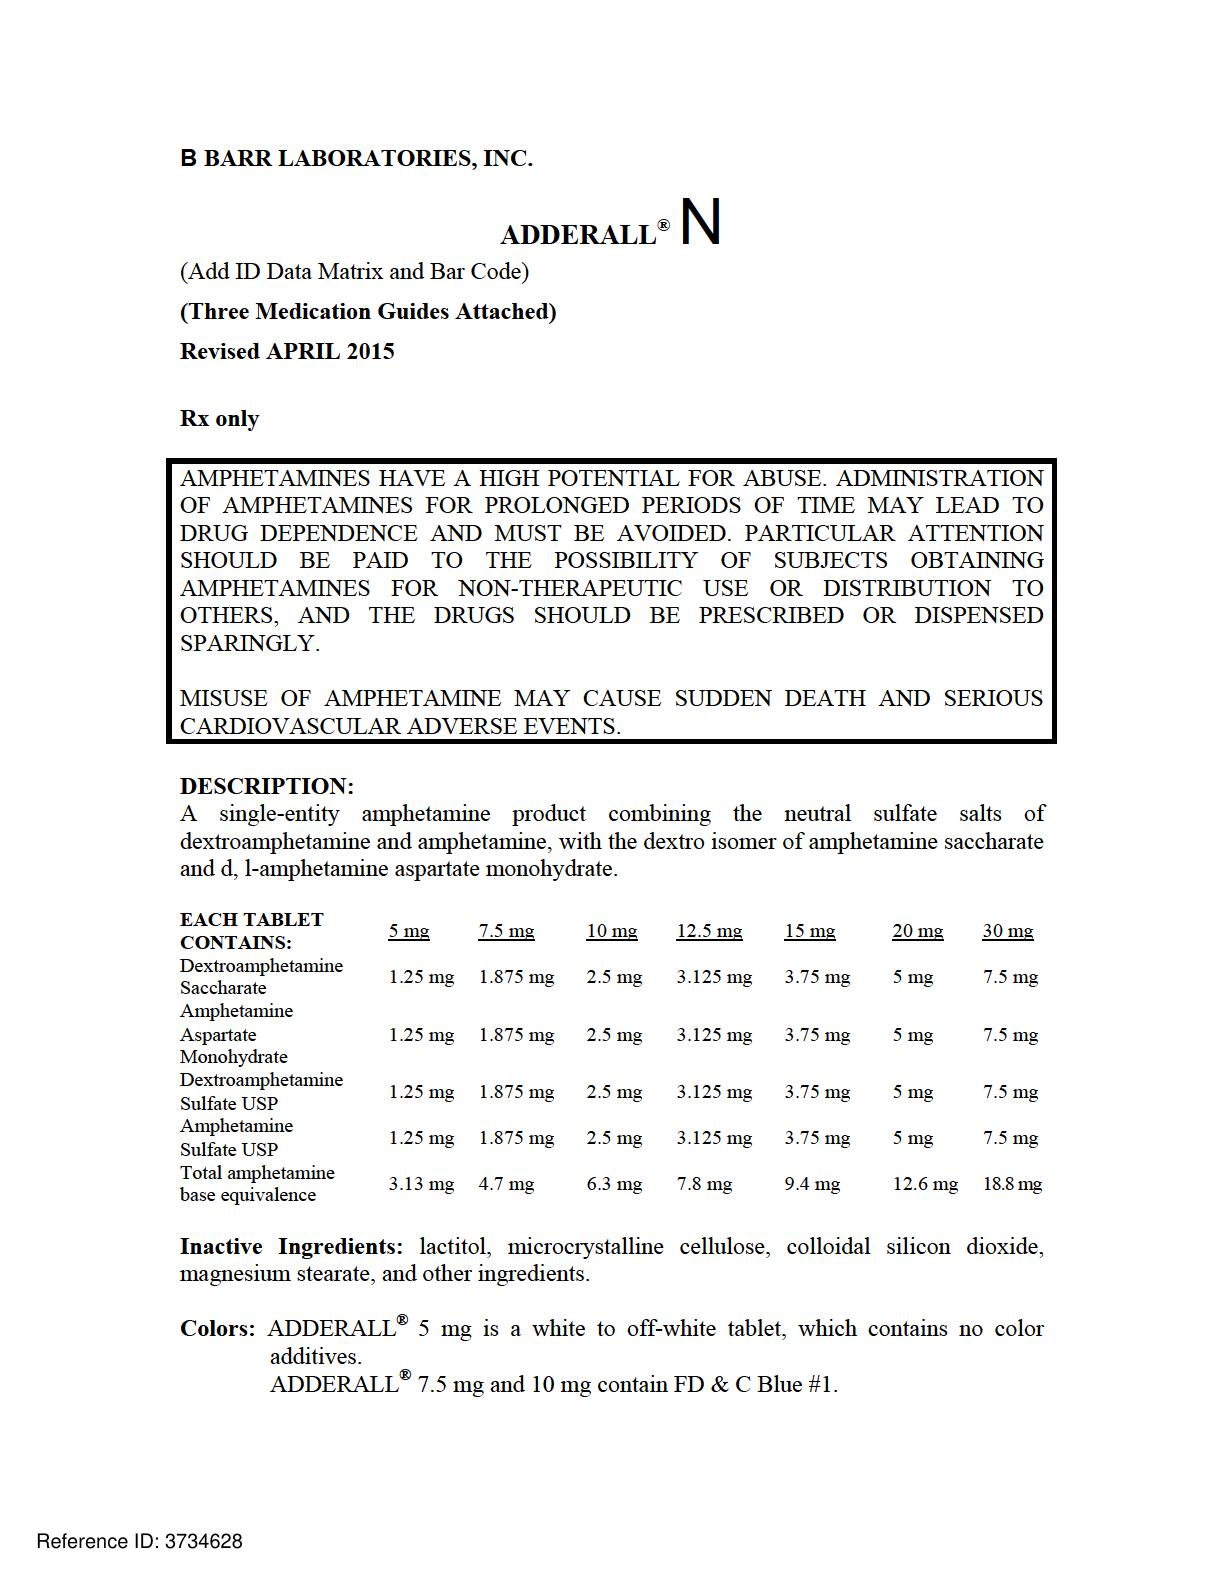 B BARR LABORATORIES, INC.
ADDERALL® N
(Add ID Data Matrix and Bar Code)
(Three Medication Guides Attached)
Revised APRIL 2015
Rx only
AMPHETAMINES HAVE A HIGH POTENTIAL FOR ABUSE. ADMINISTRATION
OF AMPHETAMINES FOR PROLONGED PERIODS OF TIME MAY LEAD TO
DRUG DEPENDENCE AND MUST BE AVOIDED. PARTICULAR ATTENTION
SHOULD BE PAID TO THE POSSIBILITY OF SUBJECTS OBTAINING
AMPHETAMINES FOR NON-THERAPEUTIC USE OR DISTRIBUTION TO
OTHERS, AND THE DRUGS SHOULD BE PRESCRIBED OR DISPENSED
SPARINGLY.
MISUSE OF AMPHETAMINE MAY CAUSE SUDDEN DEATH AND SERIOUS
CARDIOVASCULAR ADVERSE EVENTS.
DESCRIPTION:
A single-entity amphetamine product combining the neutral sulfate salts of
dextroamphetamine and amphetamine, with the dextro isomer of amphetamine saccharate
and d, l-amphetamine aspartate monohydrate.
EACH TABLET
CONTAINS: 5 mg 7.5 mg 10 mg 12.5 mg 15 mg 20 mg 30 mg
Dextroamphetamine
Saccharate 1.25 mg 1.875 mg 2.5 mg 3.125 mg 3.75 mg 5 mg 7.5 mg
Amphetamine
Aspartate 1.25 mg 1.875 mg 2.5 mg 3.125 mg 3.75 mg 5 mg 7.5 mg
Monohydrate
Dextroamphetamine
Sulfate USP 1.25 mg 1.875 mg 2.5 mg 3.125 mg 3.75 mg 5 mg 7.5 mg
Amphetamine
Sulfate USP 1.25 mg 1.875 mg 2.5 mg 3.125 mg 3.75 mg 5 mg 7.5 mg
Total amphetamine
base equivalence 3.13 mg 4.7 mg 6.3 mg 7.8 mg 9.4 mg 12.6 mg 18.8 mg
Inactive Ingredients: lactitol, microcrystalline cellulose, colloidal silicon dioxide,
magnesium stearate, and other ingredients.
Colors: ADDERALL® 5 mg is a white to off-white tablet, which contains no color
additives.
ADDERALL® 7.5 mg and 10 mg contain FD & C Blue #1.
Reference ID: 3734628